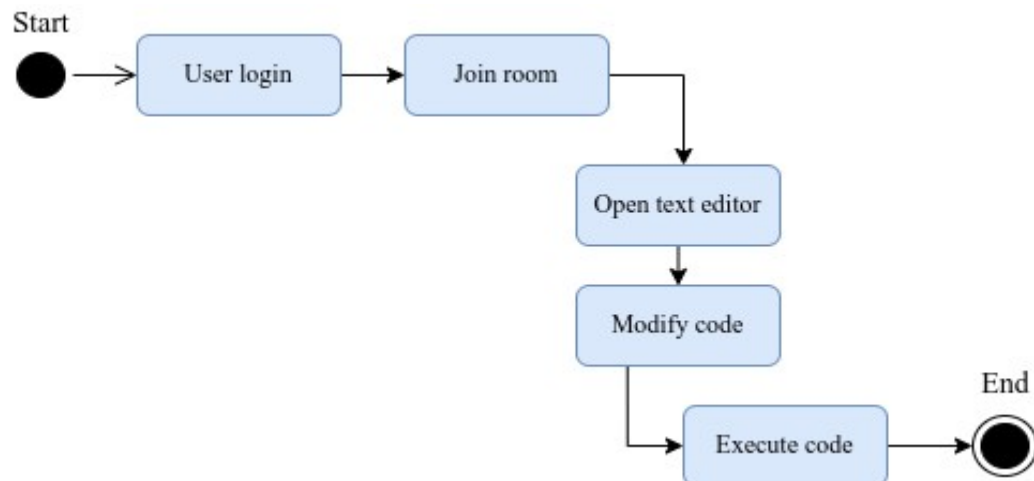 Start
User login
Join room
Open text editor
Modify code
Execute code
End